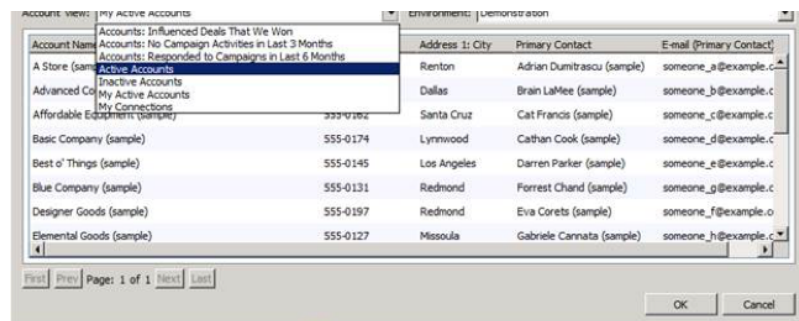 Account View: My Active Accounts Environment: Demonstration
Accounts: Influenced Deals That We Won
Accounts: No Campaign Activities in Last 3 Months
Accounts: Responded to Campaigns in Last 6 Months
Active Accounts
Inactive Accounts
My Active Accounts
My Connections
Account Name Address 1: City Primary Contact E-mail (Primary Contact)
A Store (sam Renton Adrian Dumitrascu (sample) someone_a@example.c
Advanced Co Dallas Brain LaMee (sample) someone_b@example.c
Affordable Equipment (sample) 555-0162 Santa Cruz Cat Francis (sample) someone_c@example.c
Basic Company (sample) 555-0174 Lynnwood Cathan Cook (sample) someone_d@example.c
Best o' Things (sample) 555-0145 Los Angeles Darren Parker (sample) someone_e@example.c
Blue Company (sample) 555-0131 Redmond Forrest Chand (sample) someone_g@example.c
Designer Goods (sample) 555-0197 Redmond Eva Corets (sample) someone_f@example.co
Elemental Goods (sample) 555-0127 Missoula Gabriele Cannata (sample) someone_h@example.c
First Prev Page: 1 of 1 Next Last
OK Cancel